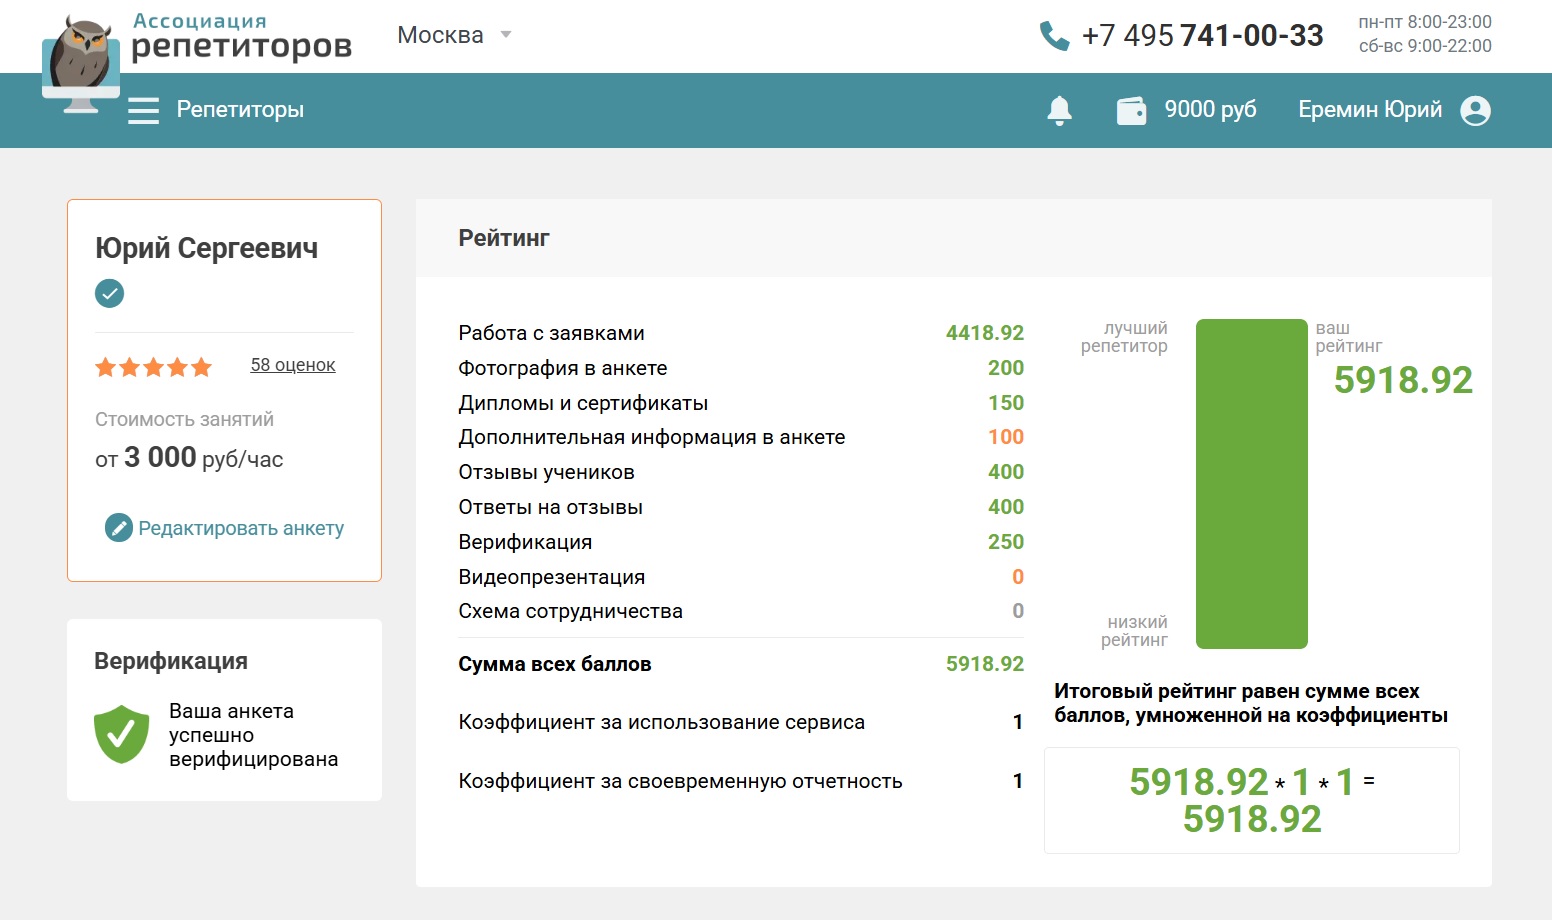 Ассоциация
репетиторов
Москва
+7 495 741-00-33
пн-пт 8:00-23:00
сб-вс 9:00-22:00
Репетиторы
9000 руб
Еремин Юрий
Юрий Сергеевич
58 оценок
Стоимость занятий
от 3 000 руб/час
Редактировать анкету
Верификация
Ваша анкета
успешно
верифицирована
Рейтинг
Работа с заявками 4418.92
Фотография в анкете 200
Дипломы и сертификаты 150
Дополнительная информация в анкете 100
Отзывы учеников 400
Ответы на отзывы 400
Верификация 250
Видеопрезентация 0
Схема сотрудничества 0
Сумма всех баллов 5918.92
Коэффициент за использование сервиса 1
Коэффициент за своевременную отчетность 1
лучший
репетитор
ваш
рейтинг
5918.92
низкий
рейтинг
Итоговый рейтинг равен сумме всех
баллов, умноженной на коэффициенты
5918.92 * 1 * 1 =
5918.92